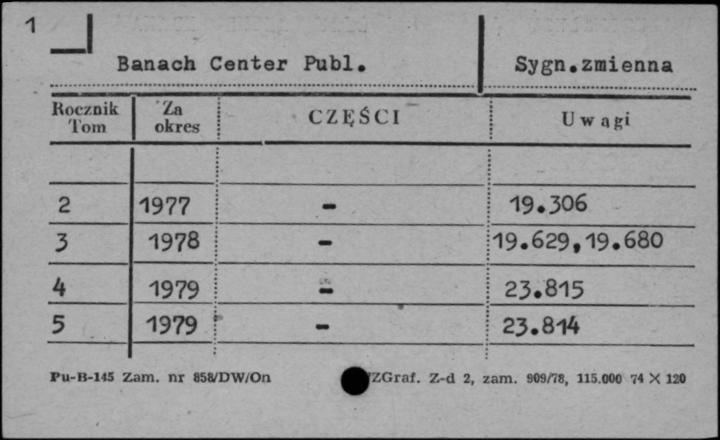 1
Banach Center Publ. Sygn.zmienna
Rocznik Tom Za okres CZĘŚCI Uwagi
2 1977 - 19.306
3 1978 - 19.629,19.680
4 1979 - 23.815
5 1979 - 23.814
Pu-B-145 Zam. nr 858/DW/On ZGraf. Z-d 2, zam. 909/78, 115.000 74 X 120